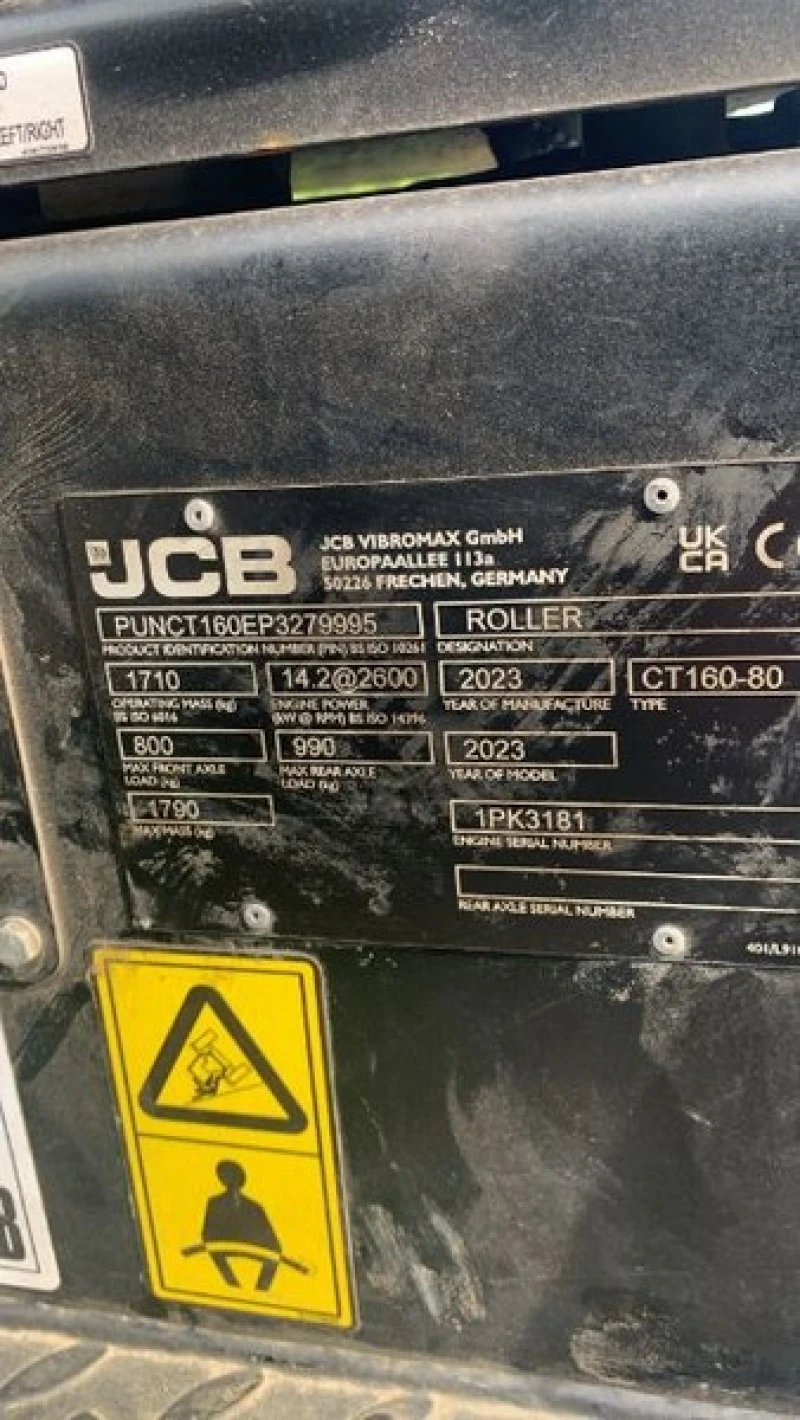 EFT/RIGHT
JCB
JCB VIBROMAX GmbH
EUROPAALLEE 113a
50226 FRECHEN, GERMANY
UK
CA
CE
PUNCT160EP3279995
ROLLER
PRODUCT IDENTIFICATION NUMBER (PIN) BS ISO 10261
DESIGNATION
1710
14.2@2600
2023
CT160-80
OPERATING MASS (kg)
BS ISO 6016
ENGINE POWER
(kW @ RPM) BS ISO 14396
YEAR OF MANUFACTURE
TYPE
800
990
2023
MAX FRONT AXLE
LOAD (kg)
MAX REAR AXLE
LOAD (kg)
YEAR OF MODEL
1790
MAX MASS (kg)
1PK3181
ENGINE SERIAL NUMBER
REAR AXLE SERIAL NUMBER